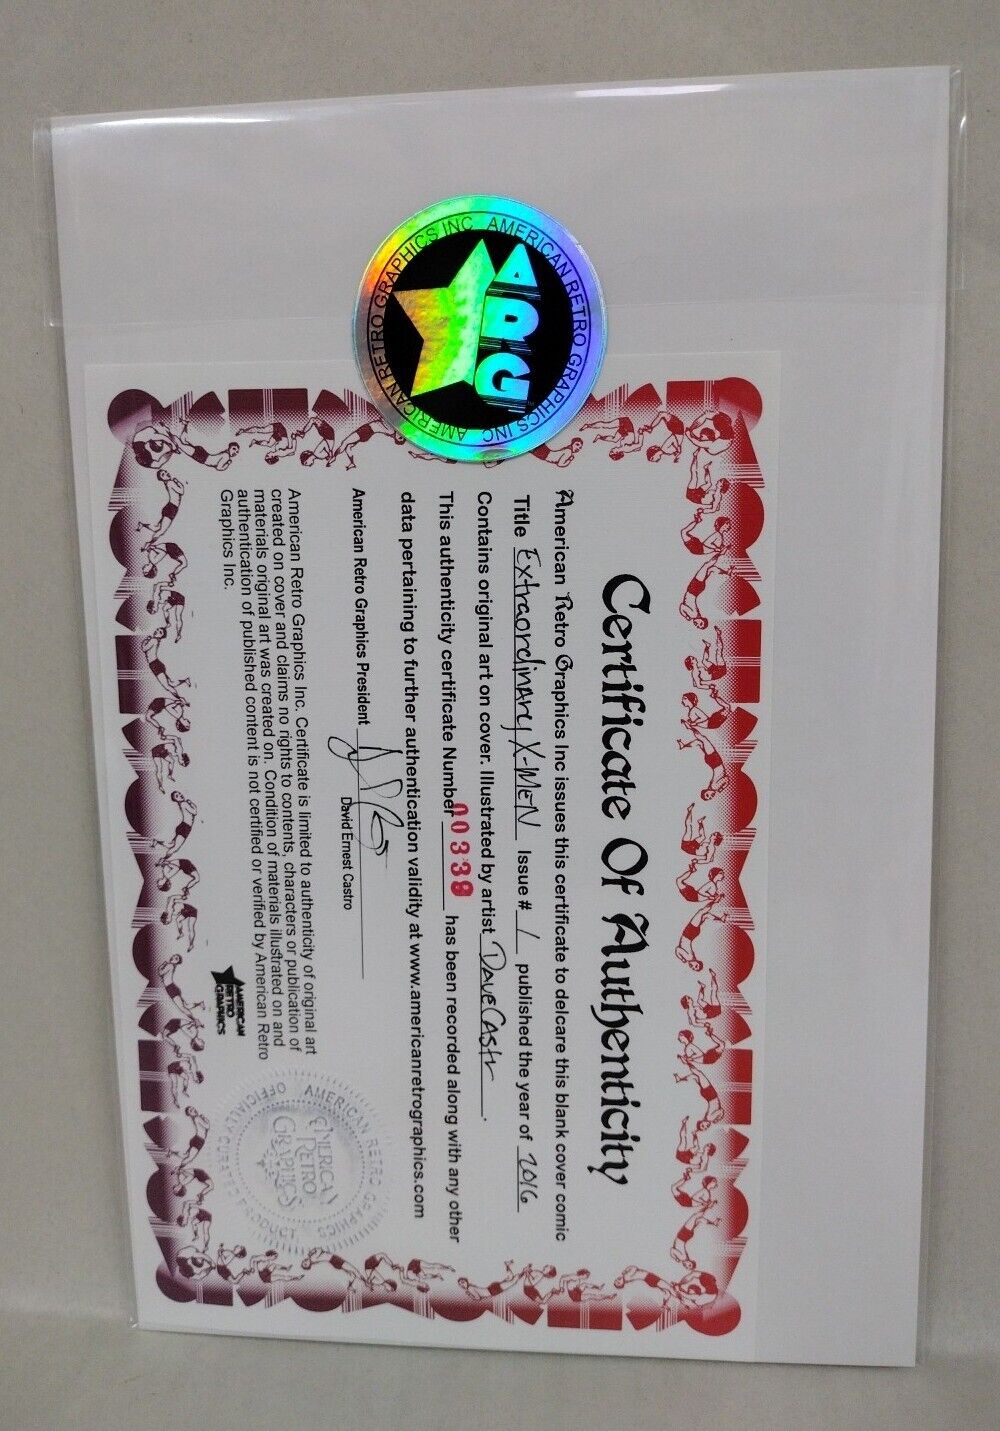 AMERICAN RETRO GRAPHICS INC AMERICAN RETRO GRAPHICS INC
ARG
Certificate Of Authenticity
American Retro Graphics Inc issues this certificate to delcare this blank cover comic
Title Extraordinary X-MEN Issue # 1 published the year of 2016
Contains original art on cover. Illustrated by artist Dave Castr.
This authenticity certificate Number 00339 has been recorded along with any other
data pertaining to further authentication validity at www.americanretrographics.com
American Retro Graphics President
David Ernest Castro
American Retro Graphics Inc. Certificate is limited to authenticity of original art
created on cover and claims no rights to contents, characters or publication of
materials original art was created on. Condition of materials illustrated on and
authentication of published content is not certified or verified by American Retro
Graphics Inc.
AMERICAN
RETRO
GRAPHICS
AMERICAN RETRO GRAPHICS
AMERICAN
RETRO
GRAPHICS